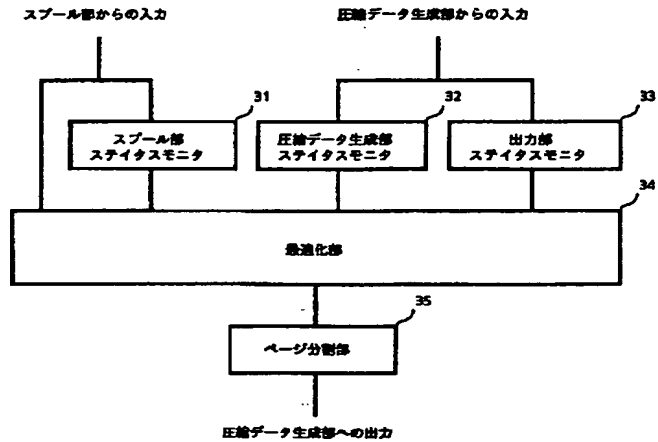 スプール部からの入力
圧縮データ生成部からの入力
31
32
33
スプール部
ステイタスモニタ
圧縮データ生成部
ステイタスモニタ
出力部
ステイタスモニタ
34
最適化部
35
ページ分割部
圧縮データ生成部への出力